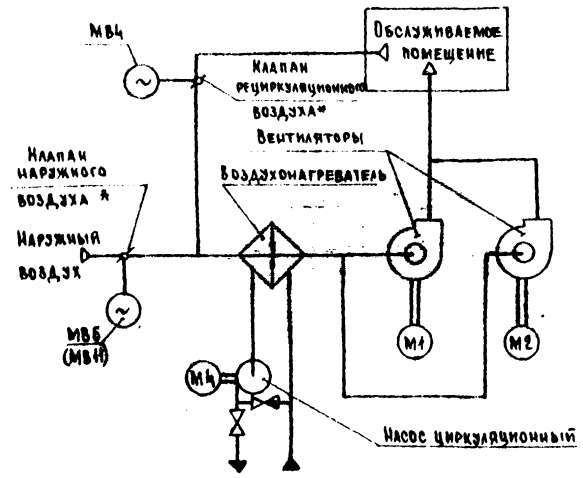 МВ4
Обслуживаемое
помещение
Клапан
рециркуляционного
воздуха*
Вентиляторы
Клапан
наружного
воздуха *
Воздухонагреватель
Наружный
воздух
МВ6
(МВ11)
М1
М2
М4
Насос циркуляционный